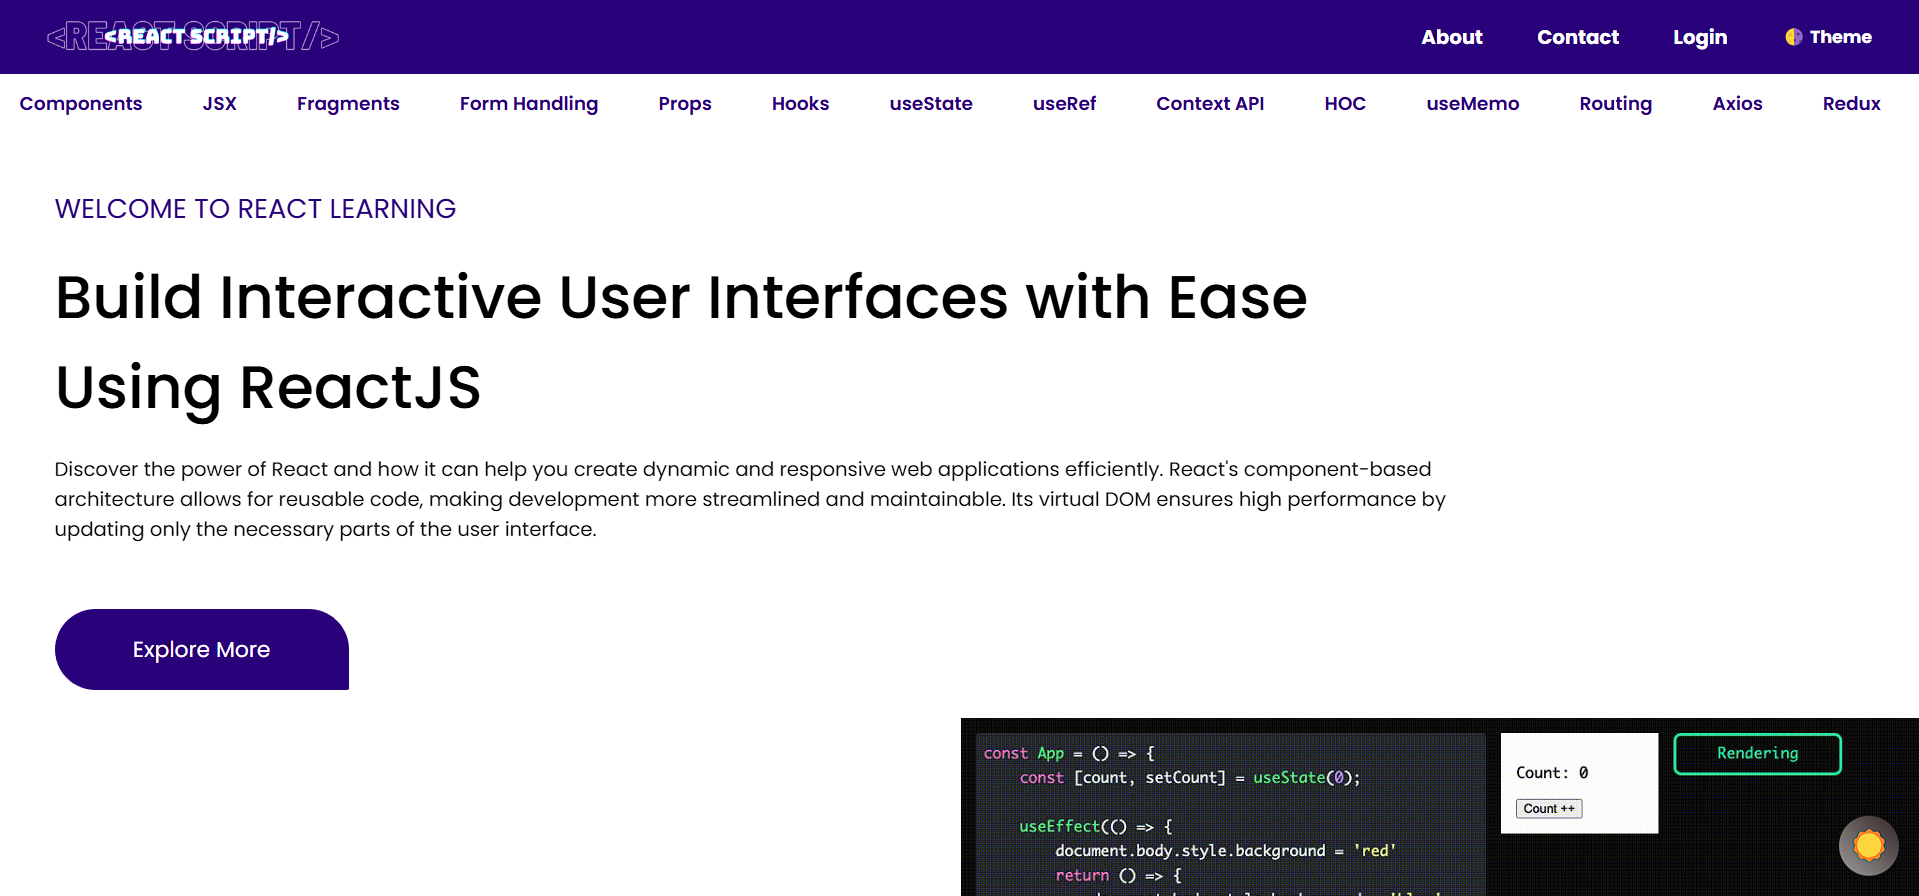 <REACT SCRIPT/>
<REACT SCRIPT/>
About Contact Login Theme
Components JSX Fragments Form Handling Props Hooks useState useRef Context API HOC useMemo Routing Axios Redux
WELCOME TO REACT LEARNING
Build Interactive User Interfaces with Ease
Using ReactJS
Discover the power of React and how it can help you create dynamic and responsive web applications efficiently. React's component-based
architecture allows for reusable code, making development more streamlined and maintainable. Its virtual DOM ensures high performance by
updating only the necessary parts of the user interface.
Explore More
const App = () => {
const [count, setCount] = useState(0);
useEffect(() => {
document.body.style.background = 'red'
return () => {
Count: 0
Count ++
Rendering